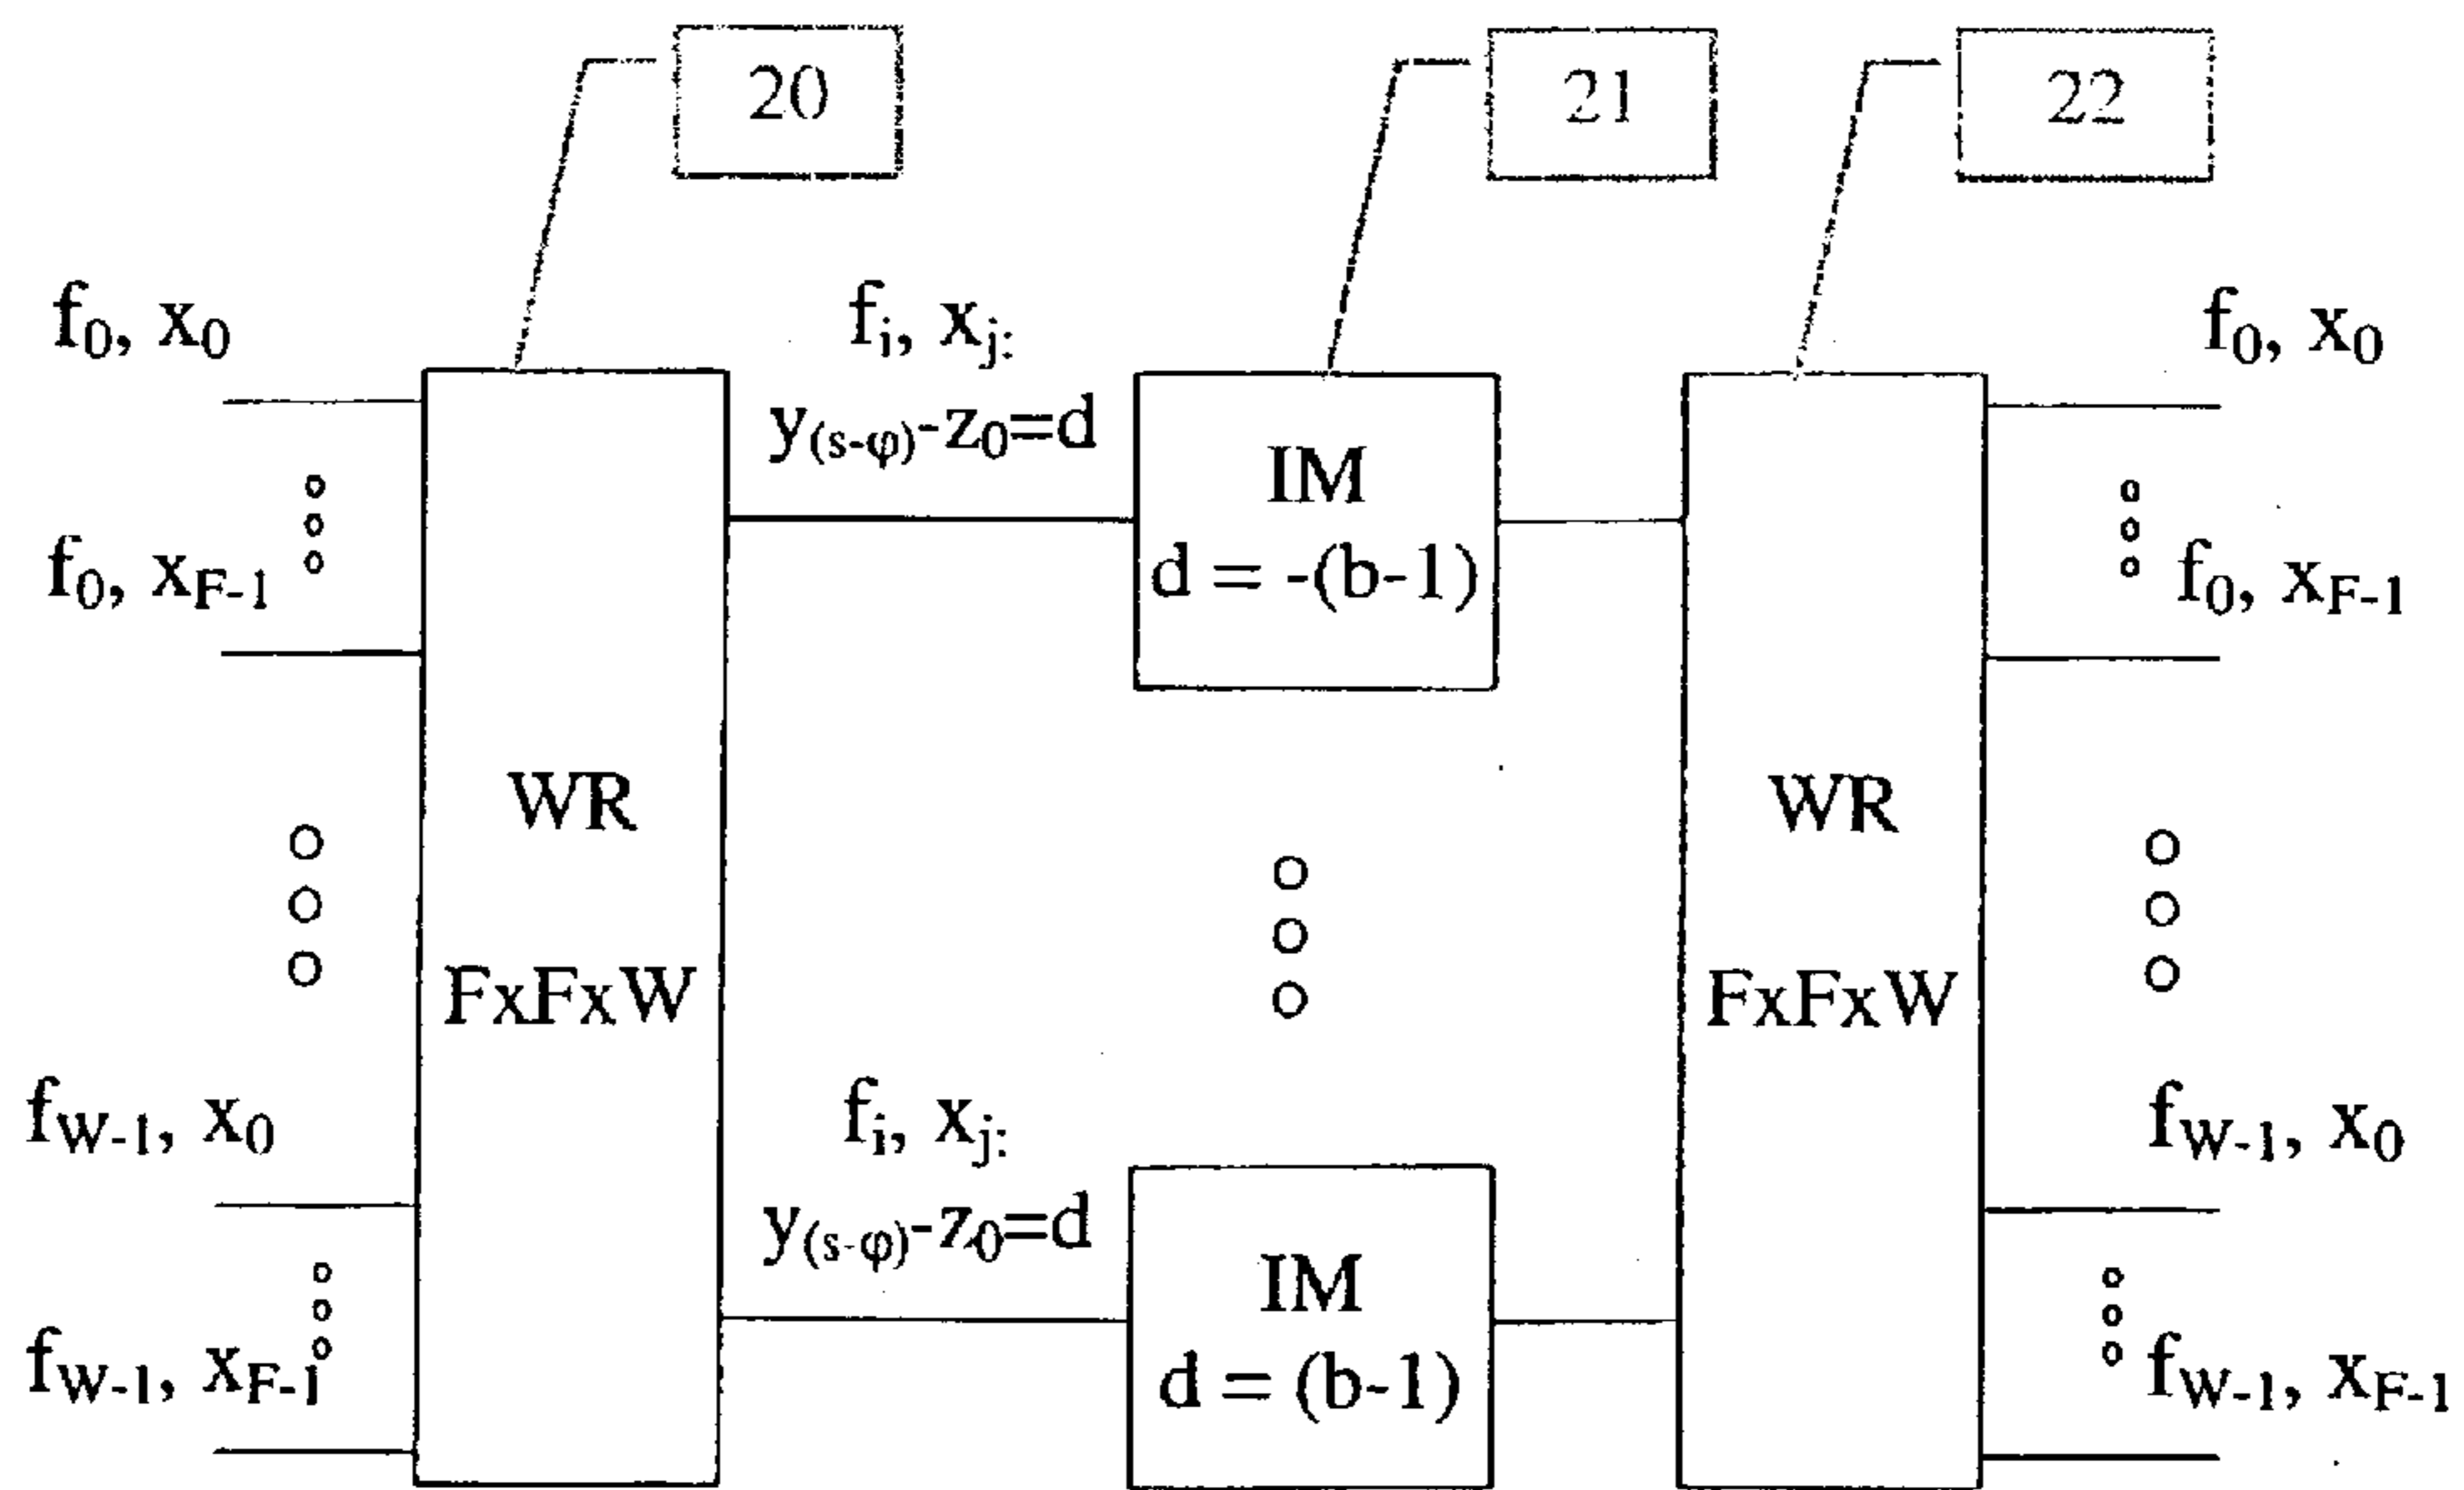 20
21
22
f0, x0
fi, xj:
f0, x0
y(s-φ)-z0=d
IM
d = -(b-1)
f0, xF-1
f0, xF-1
WR
FxFxW
WR
FxFxW
fW-1, x0
fi, xj:
fW-1, x0
y(s-φ)-z0=d
IM
d = (b-1)
fW-1, xF-1
fW-1, xF-1